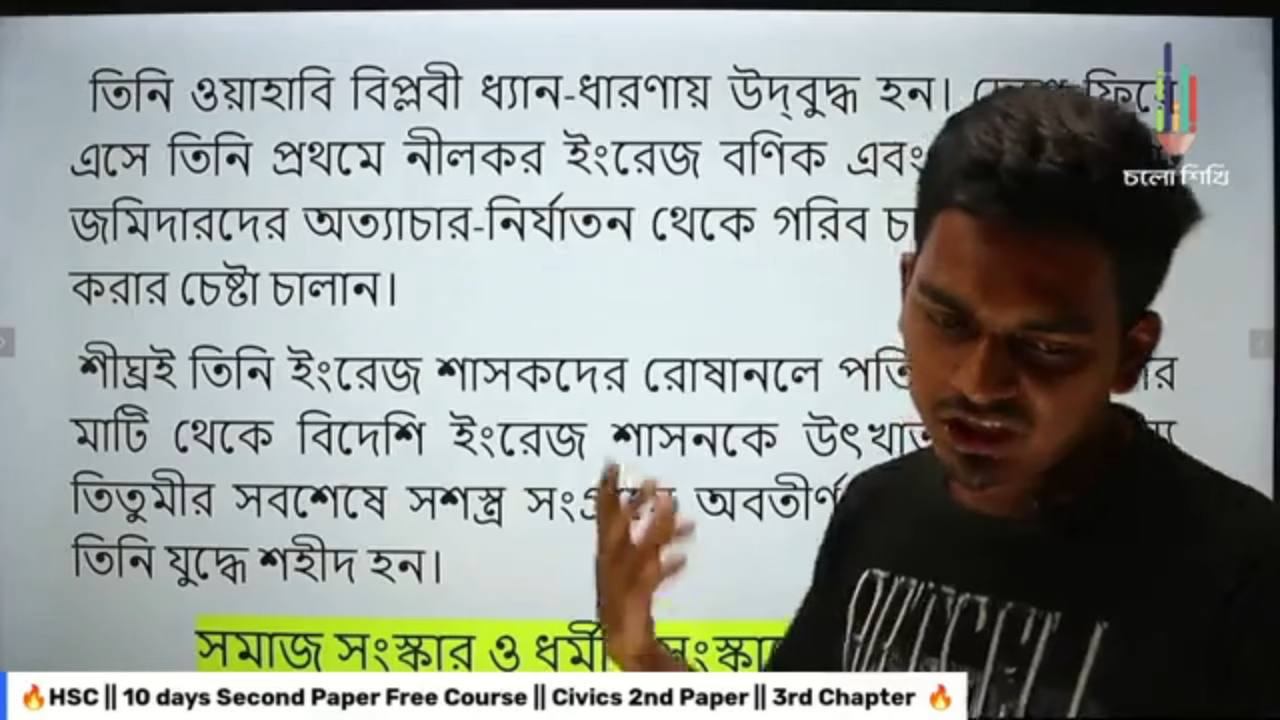 তিনি ওয়াহাবি বিপ্লবী ধ্যান-ধারণায় উদ্‌বুদ্ধ হন।
এসে তিনি প্রথমে নীলকর ইংরেজ বণিক এবং
জমিদারদের অত্যাচার-নির্যাতন থেকে গরিব
করার চেষ্টা চালান।
শীঘ্রই তিনি ইংরেজ শাসকদের রোষানলে
মাটি থেকে বিদেশি ইংরেজ শাসনকে
তিতুমীর সবশেষে সশস্ত্র অবতীর্ণ
তিনি যুদ্ধে শহীদ হন।
সমাজ সংস্কার ও
চলো শিখি
🔥HSC || 10 days Second Paper Free Course || Civics 2nd Paper || 3rd Chapter 🔥